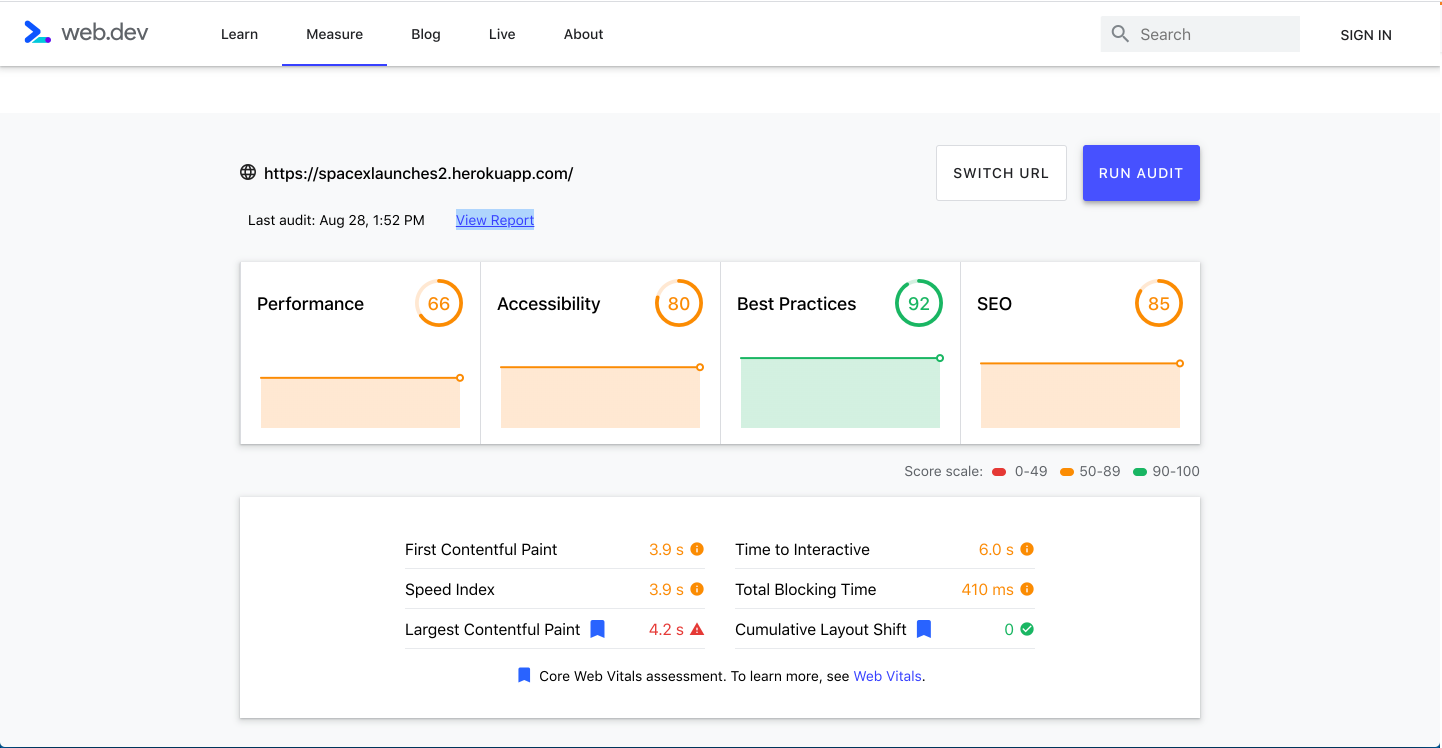 web.dev Learn Measure Blog Live About Search SIGN IN
https://spacexlaunches2.herokuapp.com/ SWITCH URL RUN AUDIT
Last audit: Aug 28, 1:52 PM View Report
Performance 66 Accessibility 80 Best Practices 92 SEO 85
Score scale: 0-49 50-89 90-100
First Contentful Paint 3.9 s Time to Interactive 6.0 s
Speed Index 3.9 s Total Blocking Time 410 ms
Largest Contentful Paint 4.2 s Cumulative Layout Shift 0
Core Web Vitals assessment. To learn more, see Web Vitals.